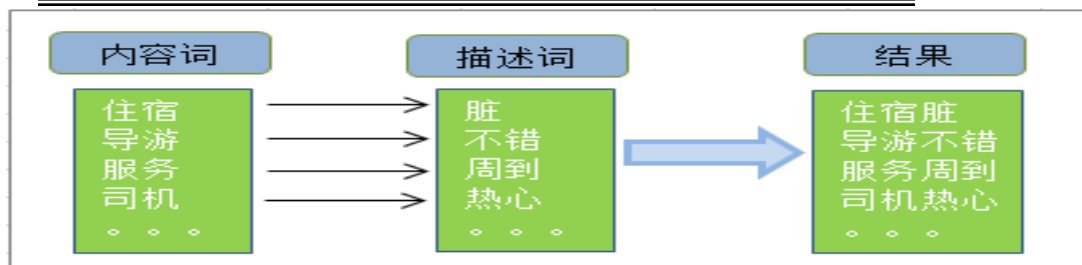 内容词
描述词
结果
住宿
导游
服务
司机
。。。
脏
不错
周到
热心
。。。
住宿脏
导游不错
服务周到
司机热心
。。。